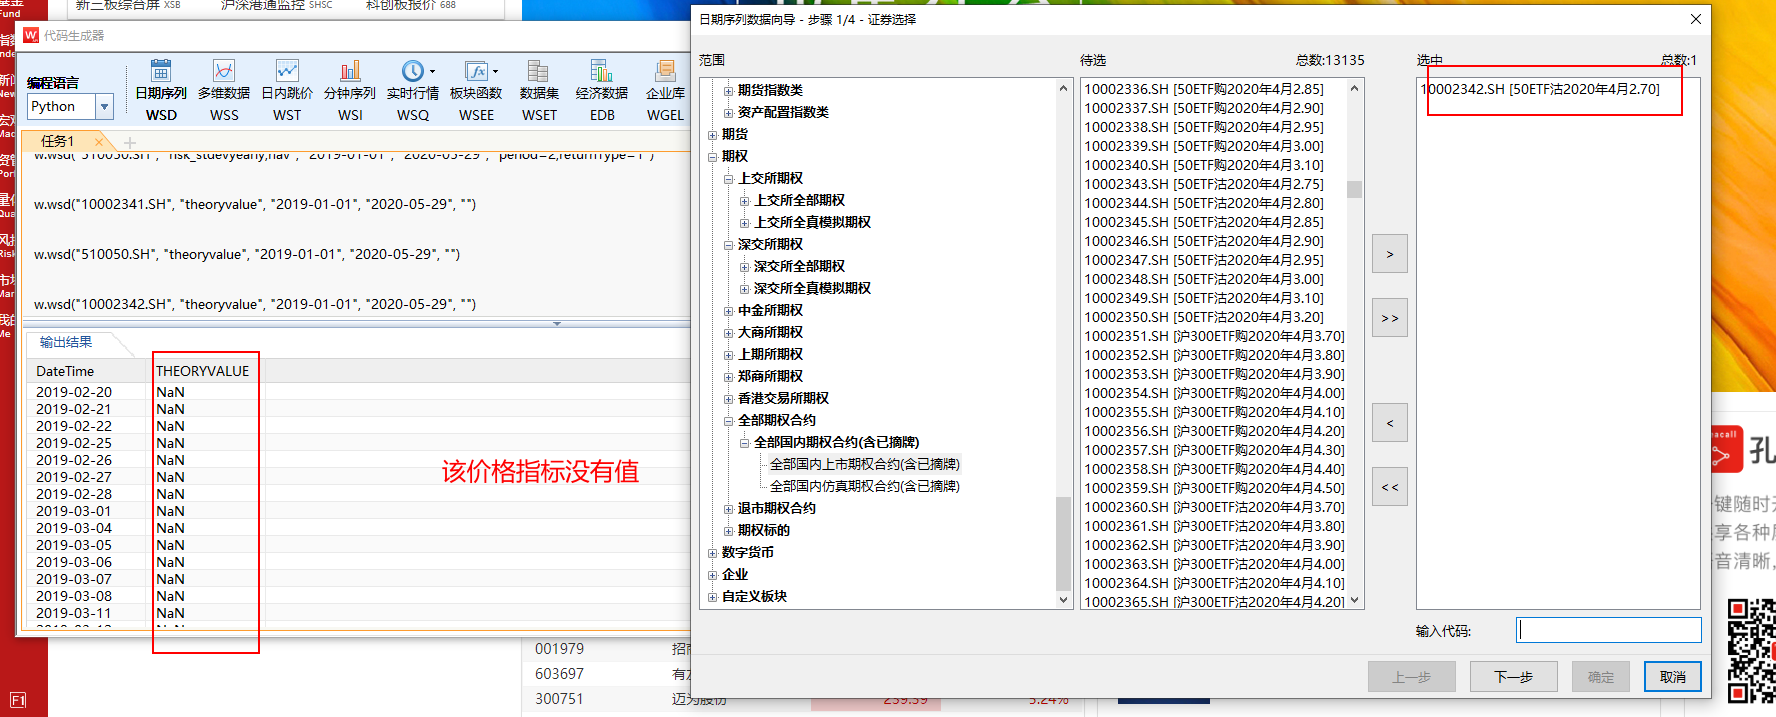 新三板综合屏 XSB
沪深港通监控 SHSC
科创板报价 688
代码生成器
编程语言
Python
日期序列
WSD
多维数据
WSS
日内跳价
WST
分钟序列
WSI
实时行情
WSQ
板块函数
WSEE
数据集
WSET
经济数据
EDB
企业库
WGEL
任务1
w.wsd("510050.SH", "risk_stdevyearly,nav", "2019-01-01", "2020-05-29", "period=2;returnType=1")
w.wsd("10002341.SH", "theoryvalue", "2019-01-01", "2020-05-29", "")
w.wsd("510050.SH", "theoryvalue", "2019-01-01", "2020-05-29", "")
w.wsd("10002342.SH", "theoryvalue", "2019-01-01", "2020-05-29", "")
输出结果
DateTime THEORYVALUE
2019-02-20 NaN
2019-02-21 NaN
2019-02-22 NaN
2019-02-25 NaN
2019-02-26 NaN
2019-02-27 NaN
2019-02-28 NaN
2019-03-01 NaN
2019-03-04 NaN
2019-03-05 NaN
2019-03-06 NaN
2019-03-07 NaN
2019-03-08 NaN
2019-03-11 NaN
该价格指标没有值
001979
603697
300751 迈为股份 239.39 5.24%
F1
日期序列数据向导 - 步骤 1/4 - 证券选择
范围
期货指数类
资产配置指数类
期货
期权
上交所期权
上交所全部期权
上交所全真模拟期权
深交所期权
深交所全部期权
深交所全真模拟期权
中金所期权
大商所期权
上期所期权
郑商所期权
香港交易所期权
全部期权合约
全部国内期权合约(含已摘牌)
全部国内上市期权合约(含已摘牌)
全部国内仿真期权合约(含已摘牌)
退市期权合约
期权标的
数字货币
企业
自定义板块
待选 总数:13135
10002336.SH [50ETF购2020年4月2.85]
10002337.SH [50ETF购2020年4月2.90]
10002338.SH [50ETF购2020年4月2.95]
10002339.SH [50ETF购2020年4月3.00]
10002340.SH [50ETF购2020年4月3.10]
10002343.SH [50ETF沽2020年4月2.75]
10002344.SH [50ETF沽2020年4月2.80]
10002345.SH [50ETF沽2020年4月2.85]
10002346.SH [50ETF沽2020年4月2.90]
10002347.SH [50ETF沽2020年4月2.95]
10002348.SH [50ETF沽2020年4月3.00]
10002349.SH [50ETF沽2020年4月3.10]
10002350.SH [50ETF沽2020年4月3.20]
10002351.SH [沪300ETF购2020年4月3.70]
10002352.SH [沪300ETF购2020年4月3.80]
10002353.SH [沪300ETF购2020年4月3.90]
10002354.SH [沪300ETF购2020年4月4.00]
10002355.SH [沪300ETF购2020年4月4.10]
10002356.SH [沪300ETF购2020年4月4.20]
10002357.SH [沪300ETF购2020年4月4.30]
10002358.SH [沪300ETF购2020年4月4.40]
10002359.SH [沪300ETF购2020年4月4.50]
10002360.SH [沪300ETF沽2020年4月3.70]
10002361.SH [沪300ETF沽2020年4月3.80]
10002362.SH [沪300ETF沽2020年4月3.90]
10002363.SH [沪300ETF沽2020年4月4.00]
10002364.SH [沪300ETF沽2020年4月4.10]
10002365.SH [沪300ETF沽2020年4月4.20]
>
>>
<
<<
选中 总数:1
10002342.SH [50ETF沽2020年4月2.70]
输入代码:
上一步
下一步
确定
取消
孔
键随时
享各种
音清晰,